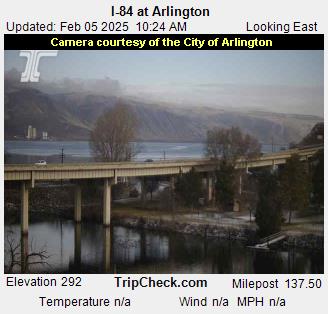 I-84 at Arlington
Updated: Feb 05 2025 10:24 AM Looking East
Camera courtesy of the City of Arlington
Elevation 292 TripCheck.com Milepost 137.50
Temperature n/a Wind n/a MPH n/a